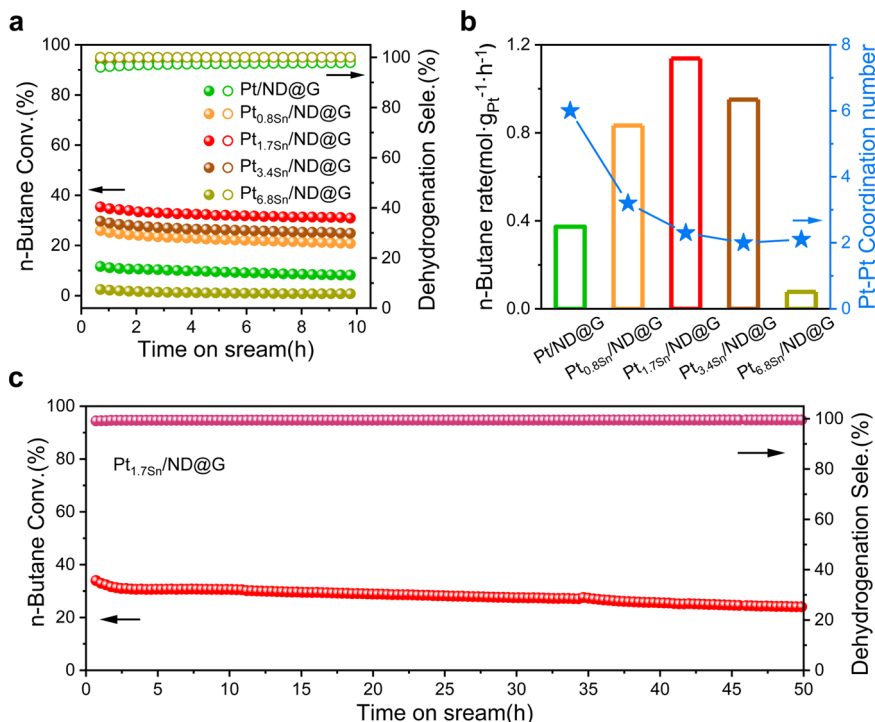 a
n-Butane Conv.(%)
100
80
60
40
20
0
0 2 4 6 8 10
Time on sream(h)
100
80
60
40
20
0
Dehydrogenation Sele.(%)
Pt/ND@G
Pt0.8Sn/ND@G
Pt1.7Sn/ND@G
Pt3.4Sn/ND@G
Pt6.8Sn/ND@G
b
n-Butane rate(mol·gPt-1·h-1)
1.2
0.8
0.4
0.0
8
6
4
2
0
Pt-Pt Coordination number
Pt/ND@G
Pt0.8Sn/ND@G
Pt1.7Sn/ND@G
Pt3.4Sn/ND@G
Pt6.8Sn/ND@G
c
n-Butane Conv.(%)
100
80
60
40
20
0
Pt1.7Sn/ND@G
0 5 10 15 20 25 30 35 40 45 50
Time on sream(h)
100
80
60
40
20
0
Dehydrogenation Sele.(%)